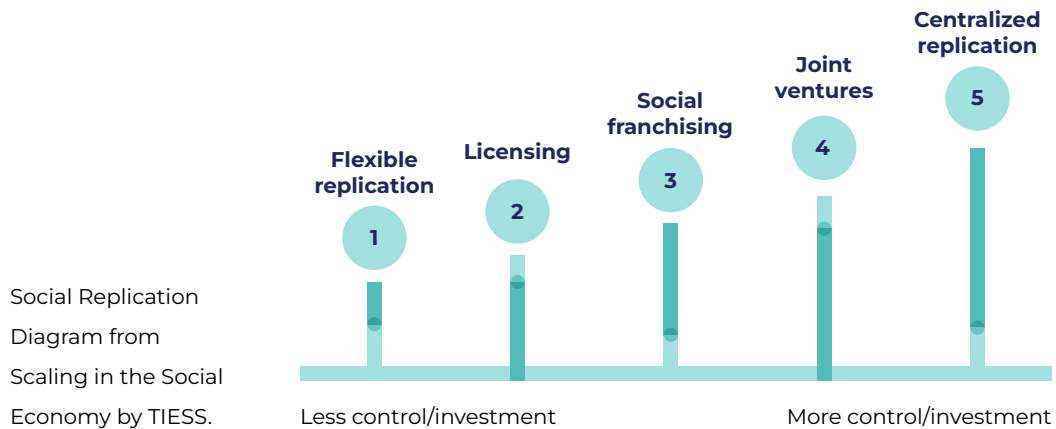 Flexible
replication
1
Licensing
2
Social
franchising
3
Joint
ventures
4
Centralized
replication
5
Social Replication
Diagram from
Scaling in the Social
Economy by TIESS.
Less control/investment
More control/investment